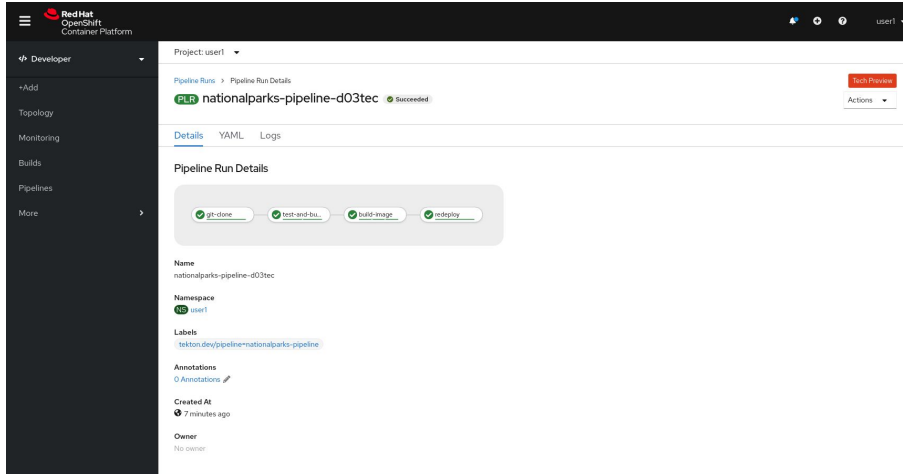 Red Hat
OpenShift
Container Platform
user1
Developer
+Add
Topology
Monitoring
Builds
Pipelines
More
Project: user1
Pipeline Runs > Pipeline Run Details
Tech Preview
PLR nationalparks-pipeline-d03tec Succeeded
Actions
Details YAML Logs
Pipeline Run Details
git-clone test-and-bu... build-image redeploy
Name
nationalparks-pipeline-d03tec
Namespace
NS user1
Labels
tekton.dev/pipeline=nationalparks-pipeline
Annotations
0 Annotations
Created At
7 minutes ago
Owner
No owner